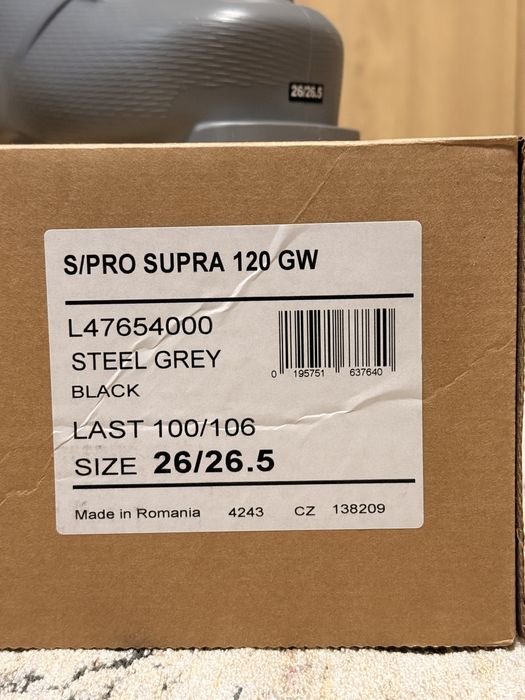 26/26.5
S/PRO SUPRA 120 GW
L47654000
STEEL GREY
BLACK
0 195751 637640
LAST 100/106
SIZE 26/26.5
Made in Romania 4243 CZ 138209